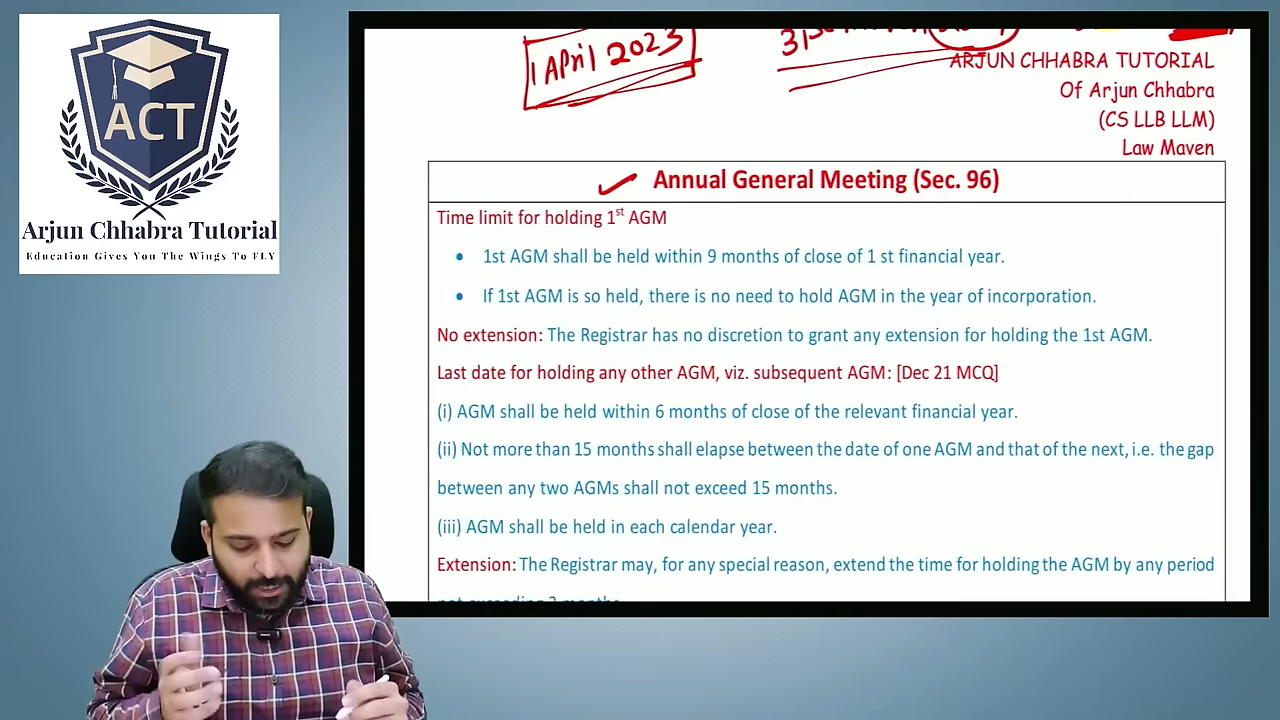 ACT
Arjun Chhabra Tutorial
Education Gives You The Wings To FLY
1 April 2023
31st
ARJUN CHHABRA TUTORIAL
Of Arjun Chhabra
(CS LLB LLM)
Law Maven
Annual General Meeting (Sec. 96)
Time limit for holding 1st AGM
• 1st AGM shall be held within 9 months of close of 1 st financial year.
• If 1st AGM is so held, there is no need to hold AGM in the year of incorporation.
No extension: The Registrar has no discretion to grant any extension for holding the 1st AGM.
Last date for holding any other AGM, viz. subsequent AGM: [Dec 21 MCQ]
(i) AGM shall be held within 6 months of close of the relevant financial year.
(ii) Not more than 15 months shall elapse between the date of one AGM and that of the next, i.e. the gap
between any two AGMs shall not exceed 15 months.
(iii) AGM shall be held in each calendar year.
Extension: The Registrar may, for any special reason, extend the time for holding the AGM by any period
not exceeding 3 months.